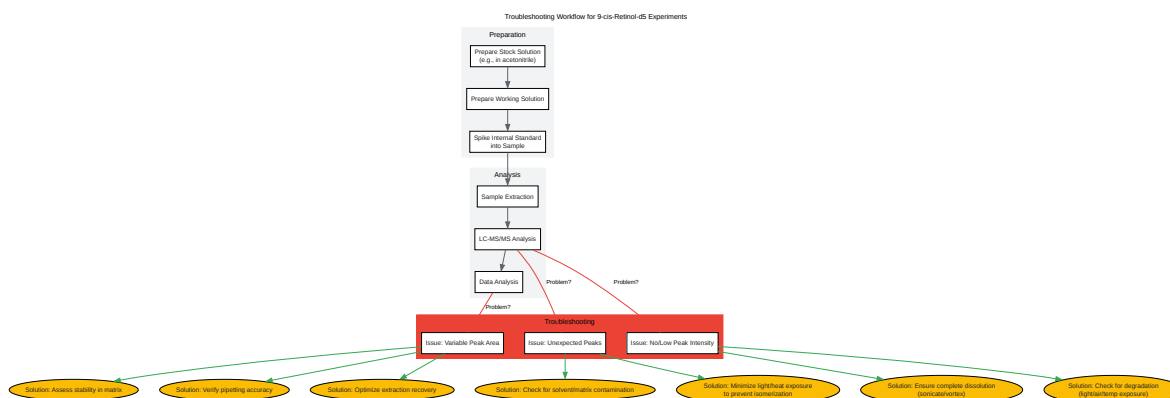 Troubleshooting Workflow for 9-cis-Retinol-d5 Experiments
Preparation
Prepare Stock Solution
(e.g., in acetonitrile)
Prepare Working Solution
Spike Internal Standard
into Sample
Analysis
Sample Extraction
LC-MS/MS Analysis
Data Analysis
Problem?
Problem?
Problem?
Troubleshooting
Issue: Variable Peak Area
Issue: Unexpected Peaks
Issue: No/Low Peak Intensity
Solution: Assess stability in matrix
Solution: Verify pipetting accuracy
Solution: Optimize extraction recovery
Solution: Check for solvent/matrix contamination
Solution: Minimize light/heat exposure
to prevent isomerization
Solution: Ensure complete dissolution
(sonicate/vortex)
Solution: Check for degradation
(light/air/temp exposure)